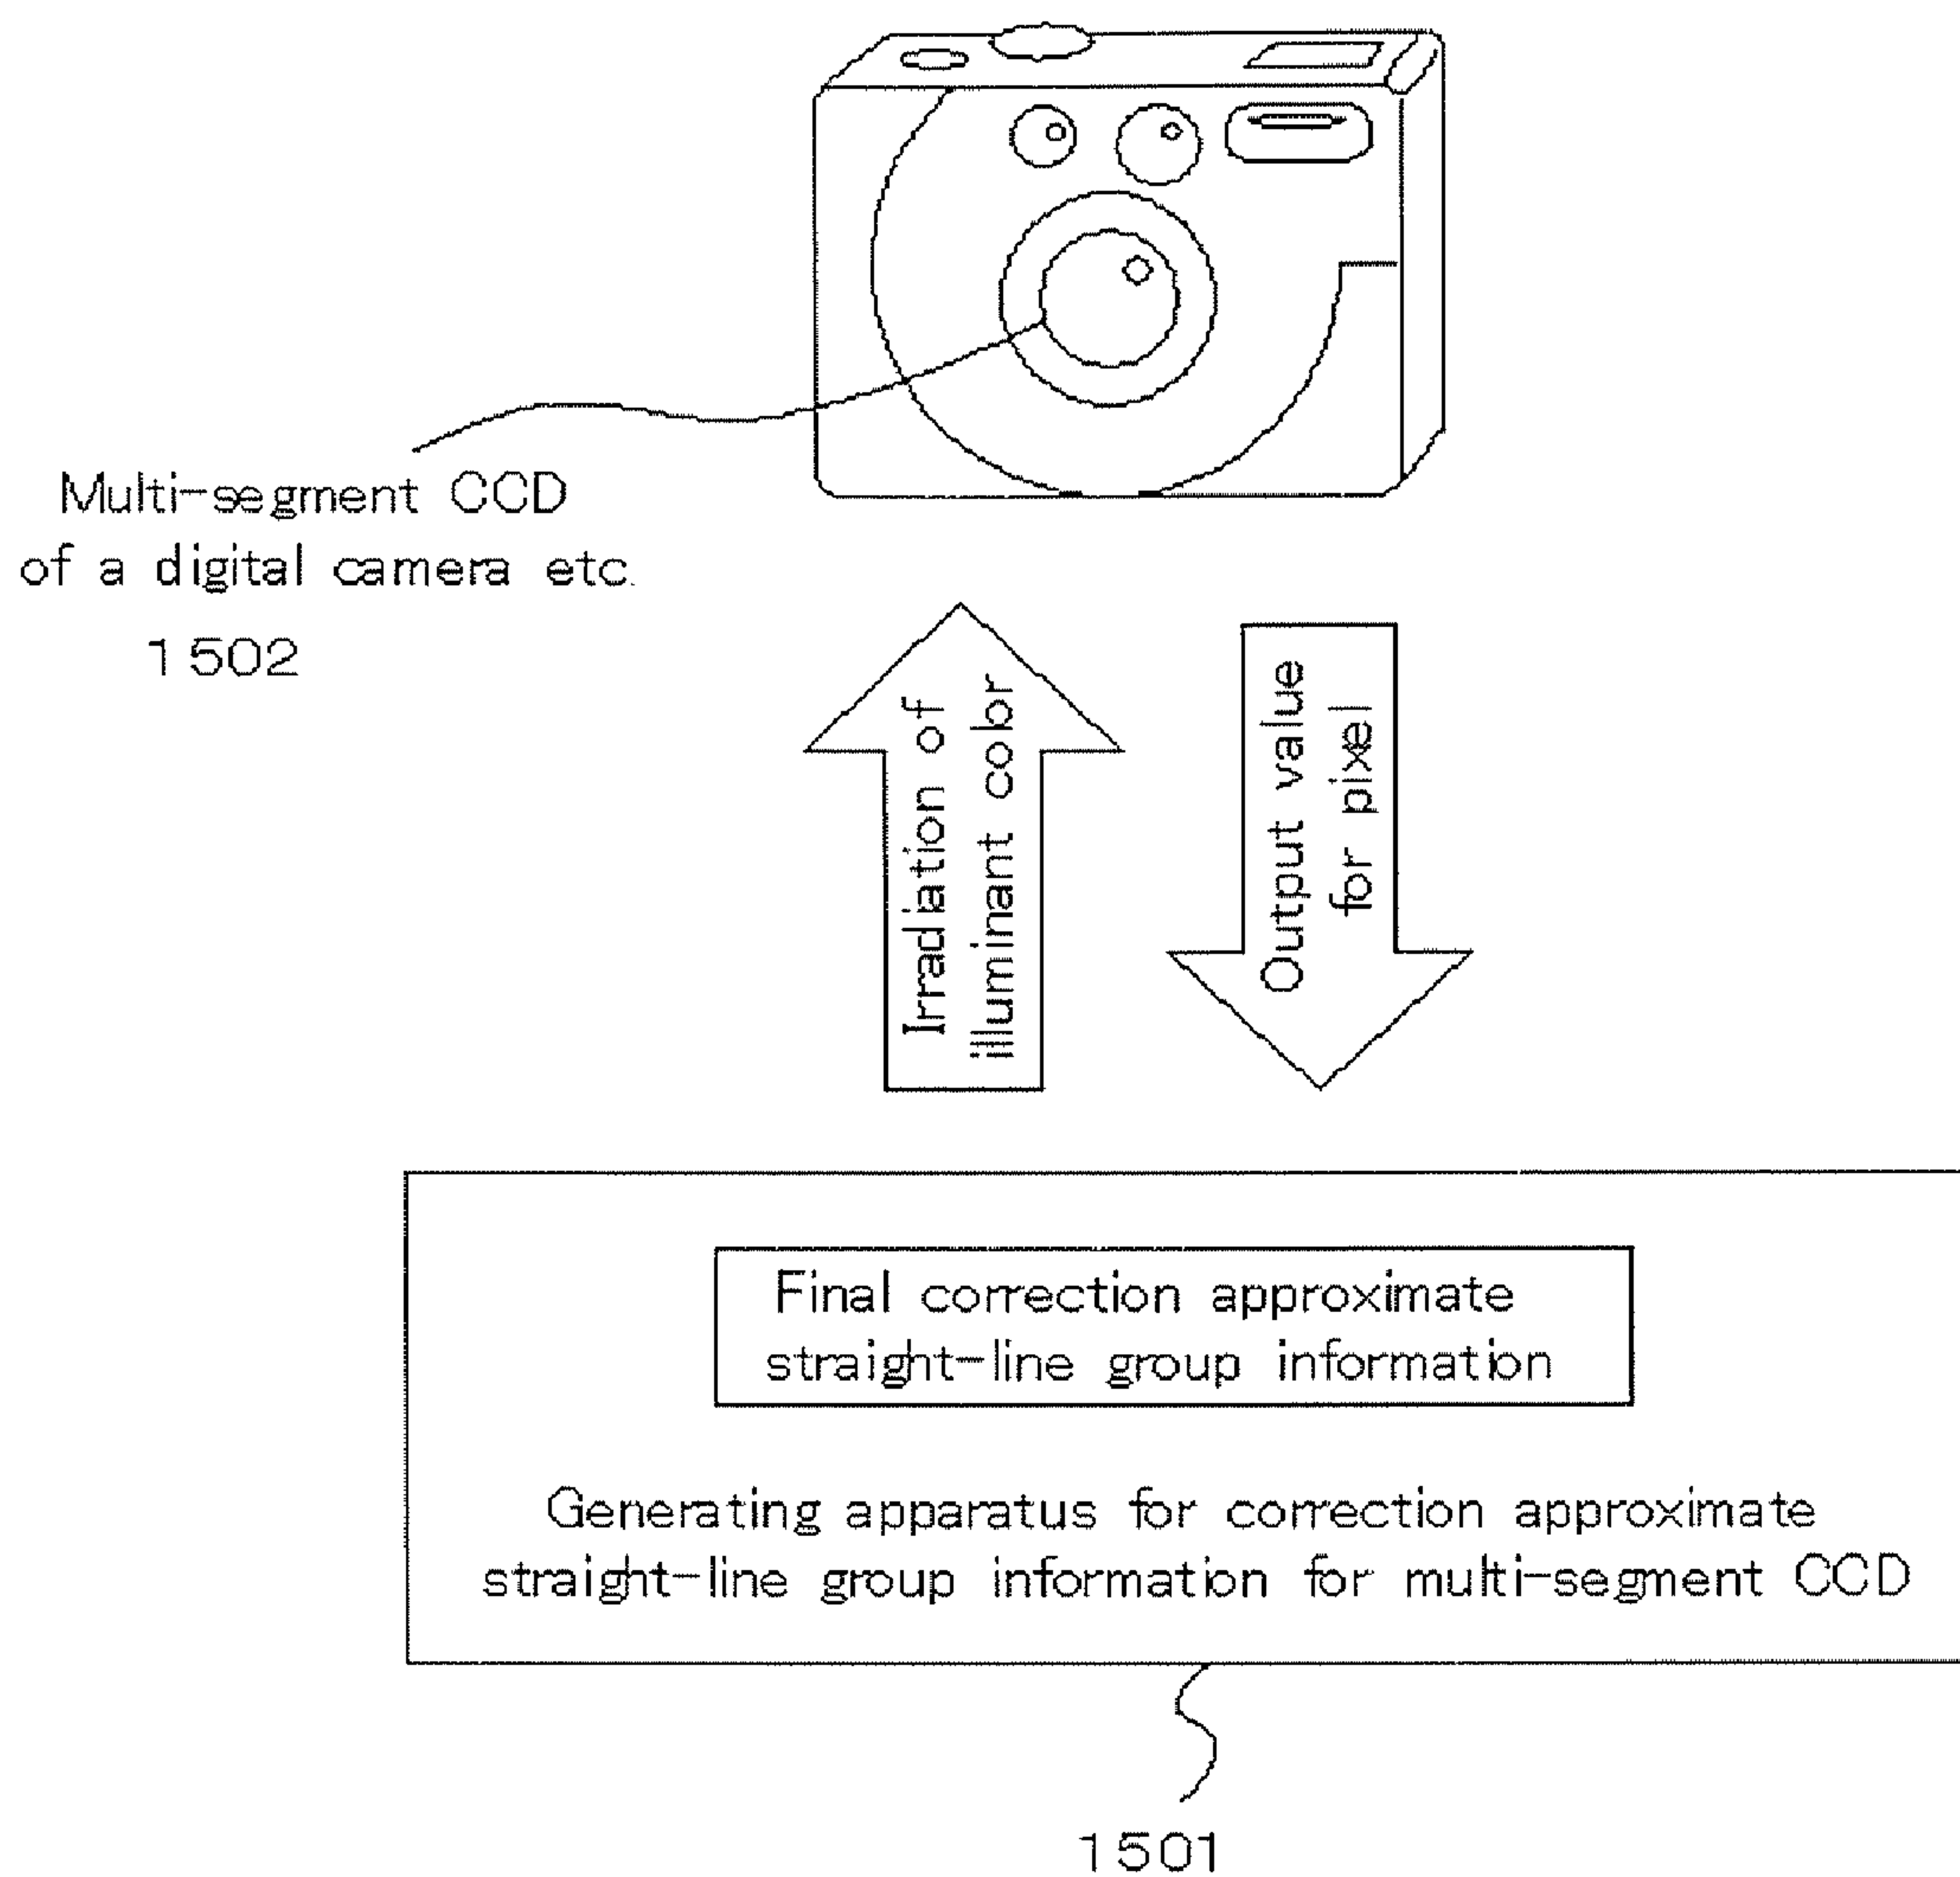 Multi-segment CCD
of a digital camera etc.
1502
Irradiation of
illuminant color
Output value
for pixel
Final correction approximate
straight-line group information
Generating apparatus for correction approximate
straight-line group information for multi-segment CCD
1501